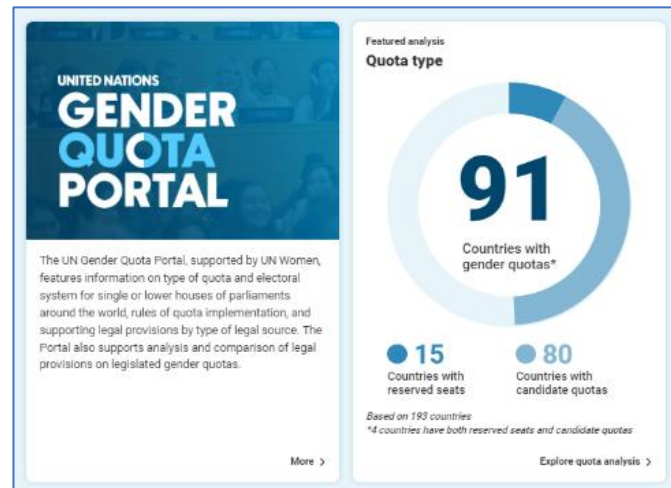 UNITED NATIONS
GENDER
QUOTA
PORTAL
The UN Gender Quota Portal, supported by UN Women,
features information on type of quota and electoral
system for single or lower houses of parliaments
around the world, rules of quota implementation, and
supporting legal provisions by type of legal source. The
Portal also supports analysis and comparison of legal
provisions on legislated gender quotas.
More >
Featured analysis
Quota type
91
Countries with
gender quotas*
15
Countries with
reserved seats
80
Countries with
candidate quotas
Based on 193 countries
*4 countries have both reserved seats and candidate quotas
Explore quota analysis >